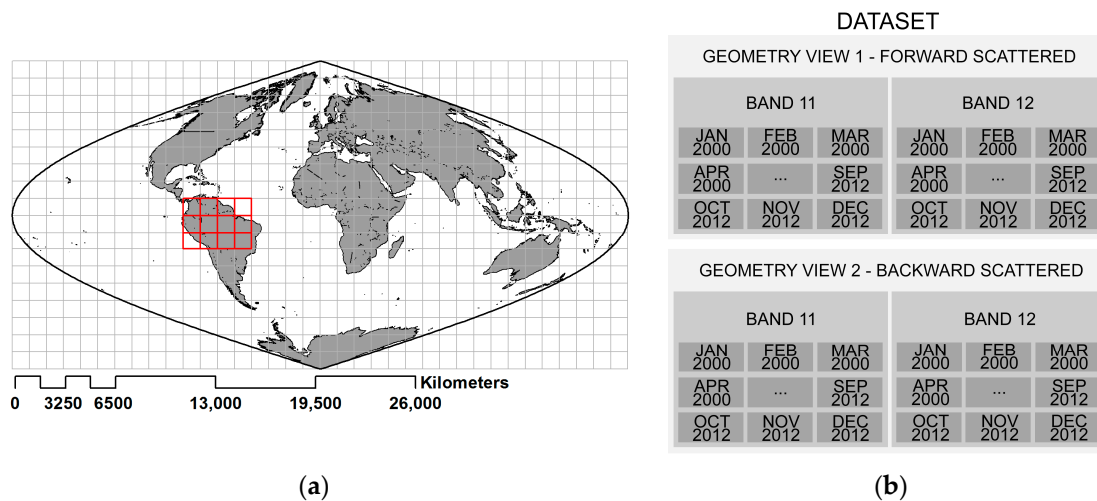 DATASET
GEOMETRY VIEW 1 - FORWARD SCATTERED
BAND 11
JAN 2000
FEB 2000
MAR 2000
APR 2000
...
SEP 2012
OCT 2012
NOV 2012
DEC 2012
BAND 12
JAN 2000
FEB 2000
MAR 2000
APR 2000
...
SEP 2012
OCT 2012
NOV 2012
DEC 2012
GEOMETRY VIEW 2 - BACKWARD SCATTERED
BAND 11
JAN 2000
FEB 2000
MAR 2000
APR 2000
...
SEP 2012
OCT 2012
NOV 2012
DEC 2012
BAND 12
JAN 2000
FEB 2000
MAR 2000
APR 2000
...
SEP 2012
OCT 2012
NOV 2012
DEC 2012
Kilometers
0 3250 6500 13,000 19,500 26,000
(a)
(b)